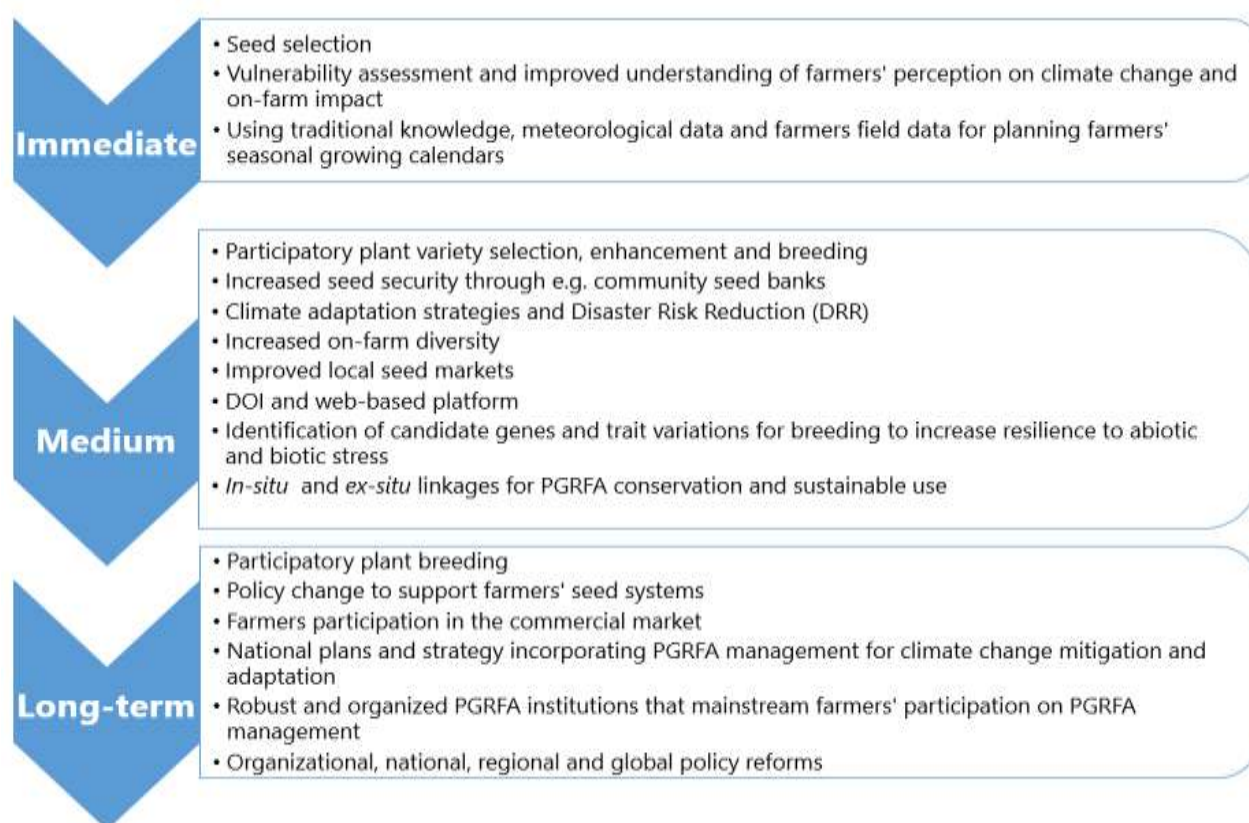 Immediate
• Seed selection
• Vulnerability assessment and improved understanding of farmers' perception on climate change and
on-farm impact
• Using traditional knowledge, meteorological data and farmers field data for planning farmers'
seasonal growing calendars
Medium
• Participatory plant variety selection, enhancement and breeding
• Increased seed security through e.g. community seed banks
• Climate adaptation strategies and Disaster Risk Reduction (DRR)
• Increased on-farm diversity
• Improved local seed markets
• DOI and web-based platform
• Identification of candidate genes and trait variations for breeding to increase resilience to abiotic
and biotic stress
• In-situ and ex-situ linkages for PGRFA conservation and sustainable use
Long-term
• Participatory plant breeding
• Policy change to support farmers' seed systems
• Farmers participation in the commercial market
• National plans and strategy incorporating PGRFA management for climate change mitigation and
adaptation
• Robust and organized PGRFA institutions that mainstream farmers' participation on PGRFA
management
• Organizational, national, regional and global policy reforms